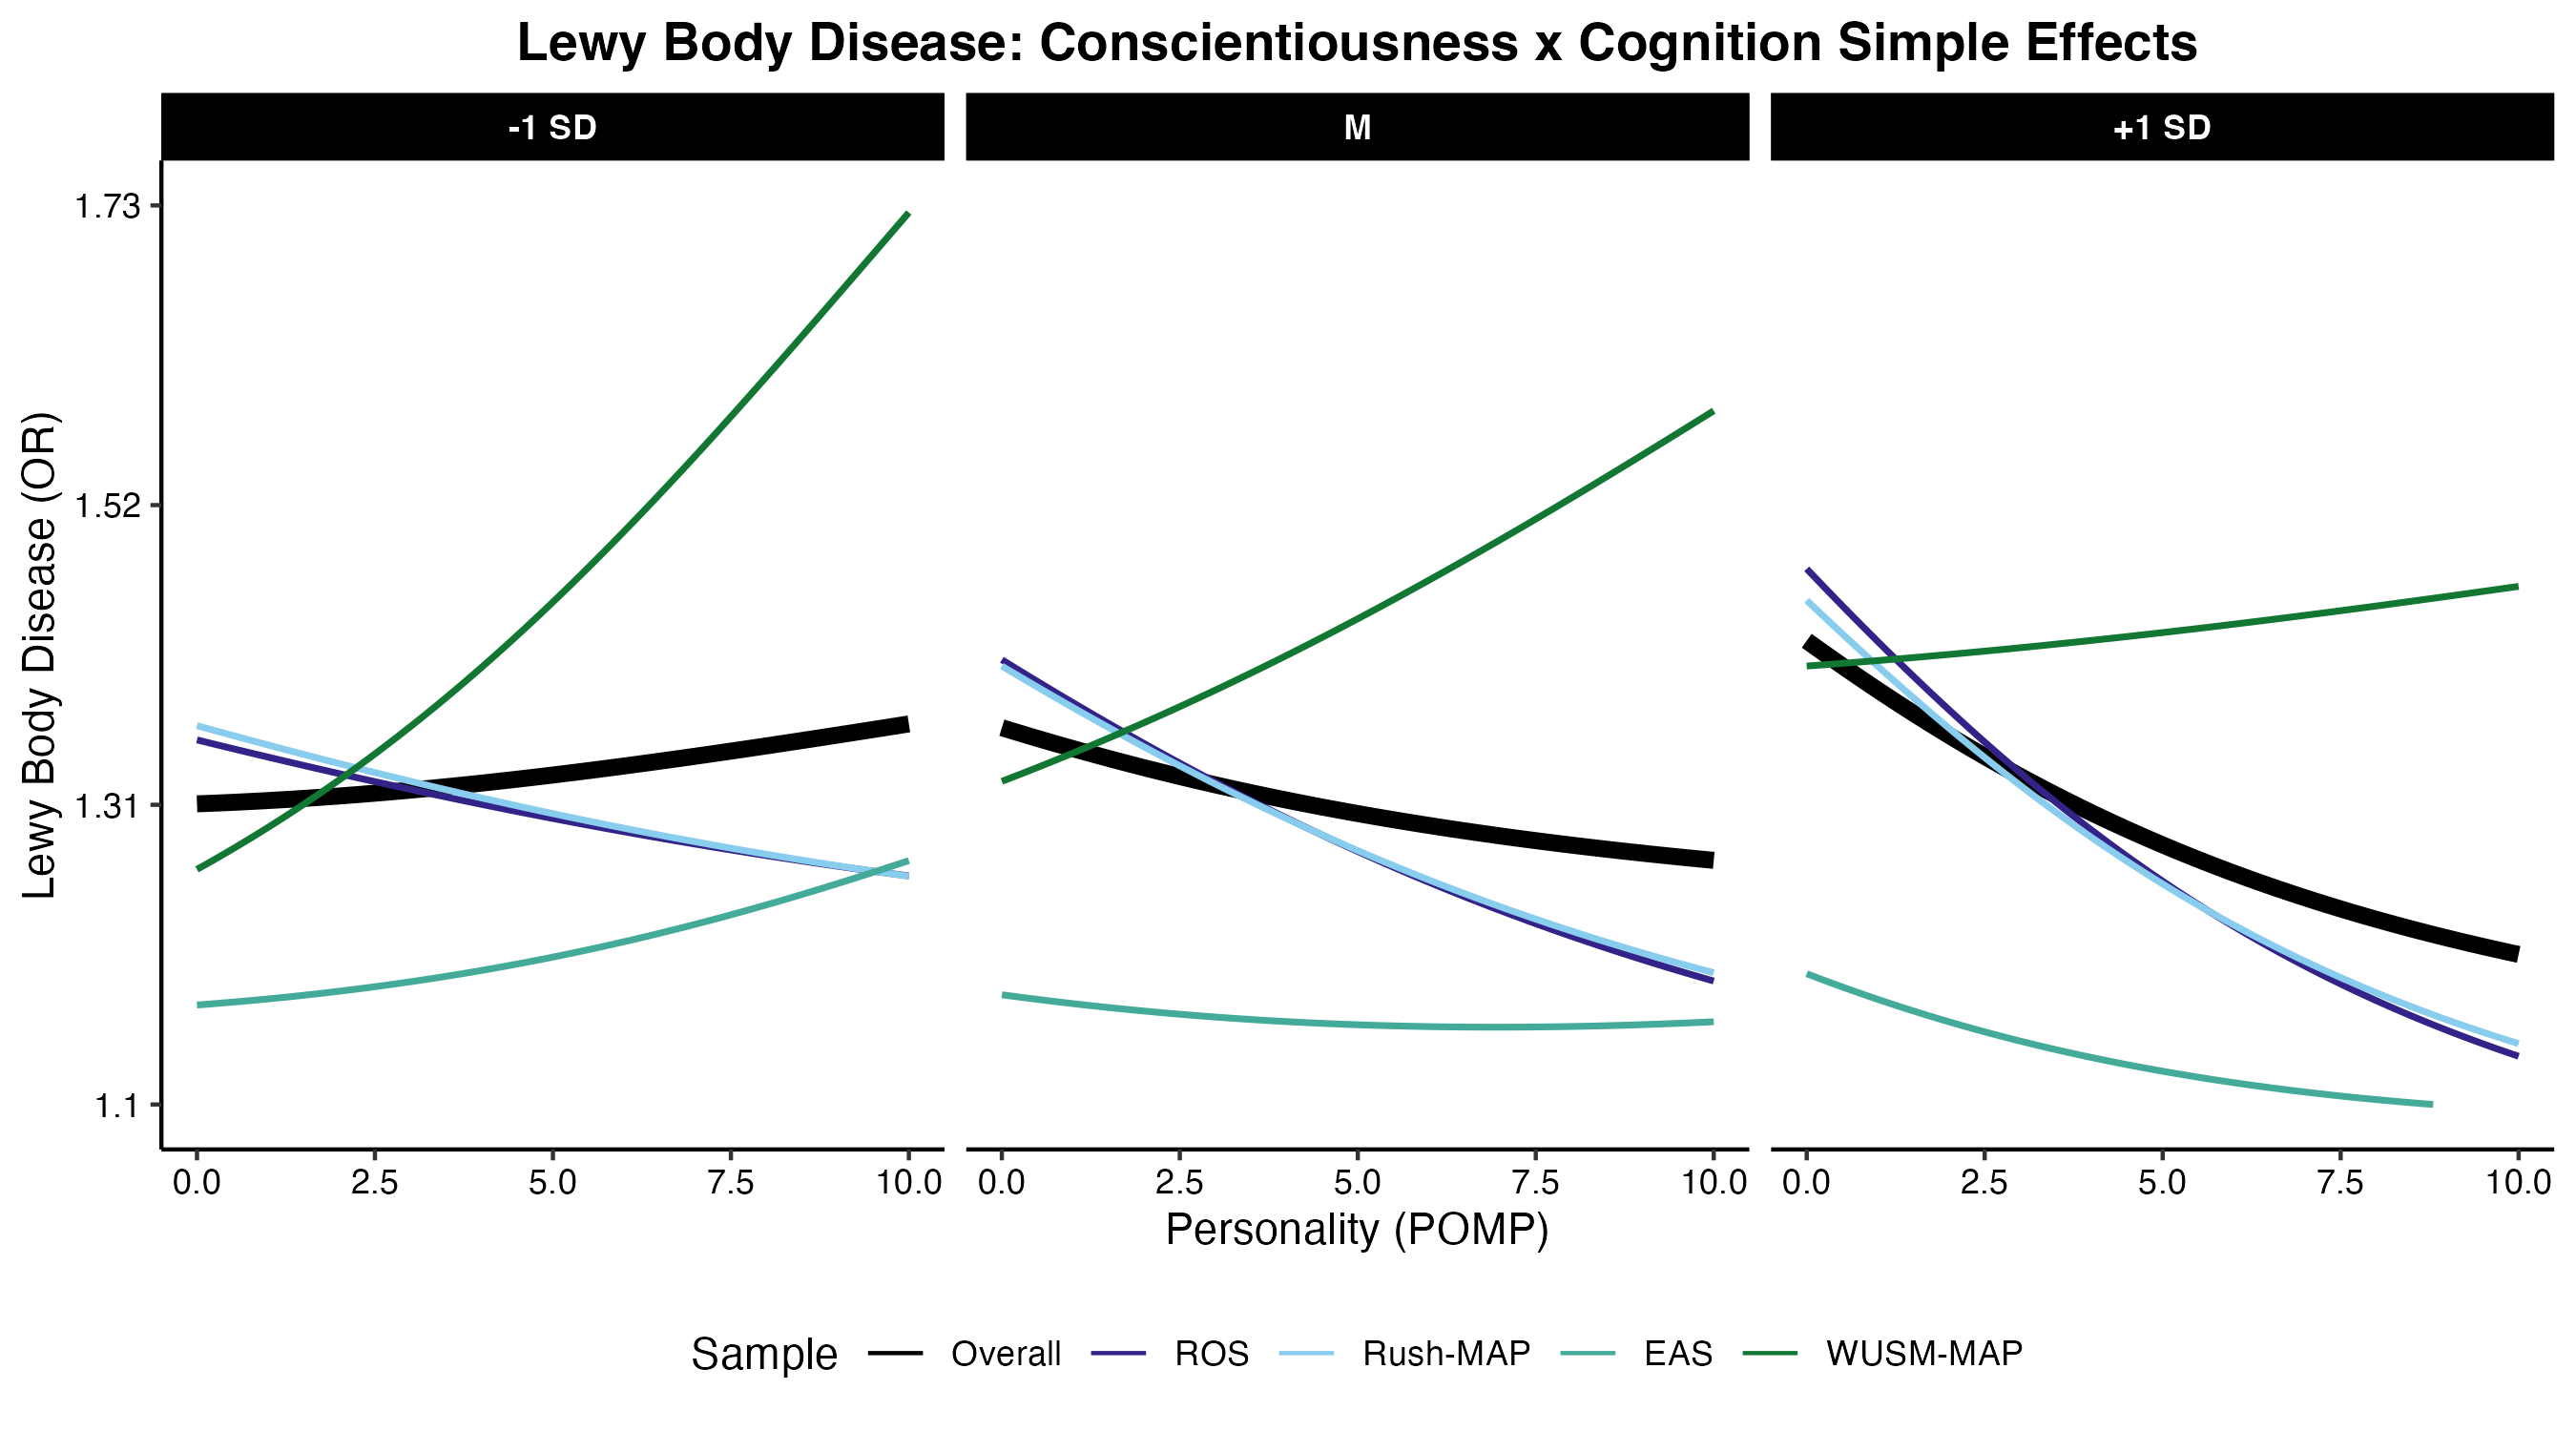 Lewy Body Disease: Conscientiousness x Cognition Simple Effects
-1 SD M +1 SD
Lewy Body Disease (OR)
1.73
1.52
1.31
1.1
0.0 2.5 5.0 7.5 10.0 0.0 2.5 5.0 7.5 10.0 0.0 2.5 5.0 7.5 10.0
Personality (POMP)
Sample Overall ROS Rush-MAP EAS WUSM-MAP